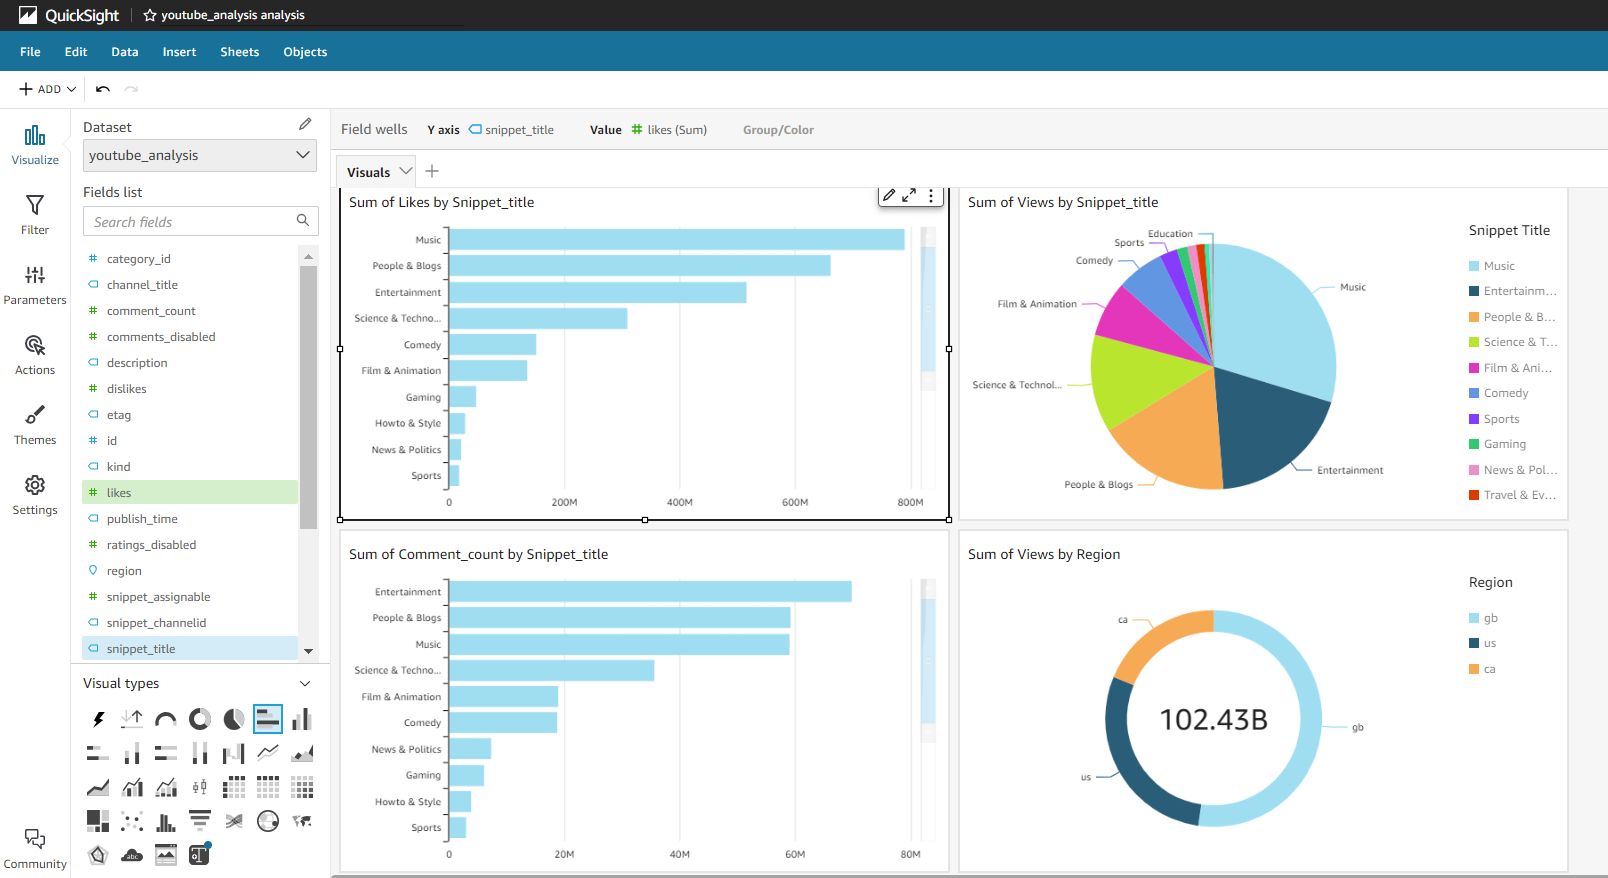 QuickSight
youtube_analysis analysis
File Edit Data Insert Sheets Objects
ADD
Visualize
Filter
Parameters
Actions
Themes
Settings
Community
Dataset
youtube_analysis
Fields list
Search fields
category_id
channel_title
comment_count
comments_disabled
description
dislikes
etag
id
kind
likes
publish_time
ratings_disabled
region
snippet_assignable
snippet_channelid
snippet_title
Visual types
abc
Field wells Y axis snippet_title Value likes (Sum) Group/Color
Visuals
Sum of Likes by Snippet_title
Music
People & Blogs
Entertainment
Science & Techno...
Comedy
Film & Animation
Gaming
Howto & Style
News & Politics
Sports
0 200M 400M 600M 800M
Sum of Views by Snippet_title
Education
Sports
Comedy
Film & Animation
Science & Technol...
People & Blogs
Music
Entertainment
Snippet Title
Music
Entertainm...
People & B...
Science & T...
Film & Ani...
Comedy
Sports
Gaming
News & Pol...
Travel & Ev...
Sum of Comment_count by Snippet_title
Entertainment
People & Blogs
Music
Science & Techno...
Film & Animation
Comedy
News & Politics
Gaming
Howto & Style
Sports
0 20M 40M 60M 80M
Sum of Views by Region
ca
us
gb
102.43B
Region
gb
us
ca